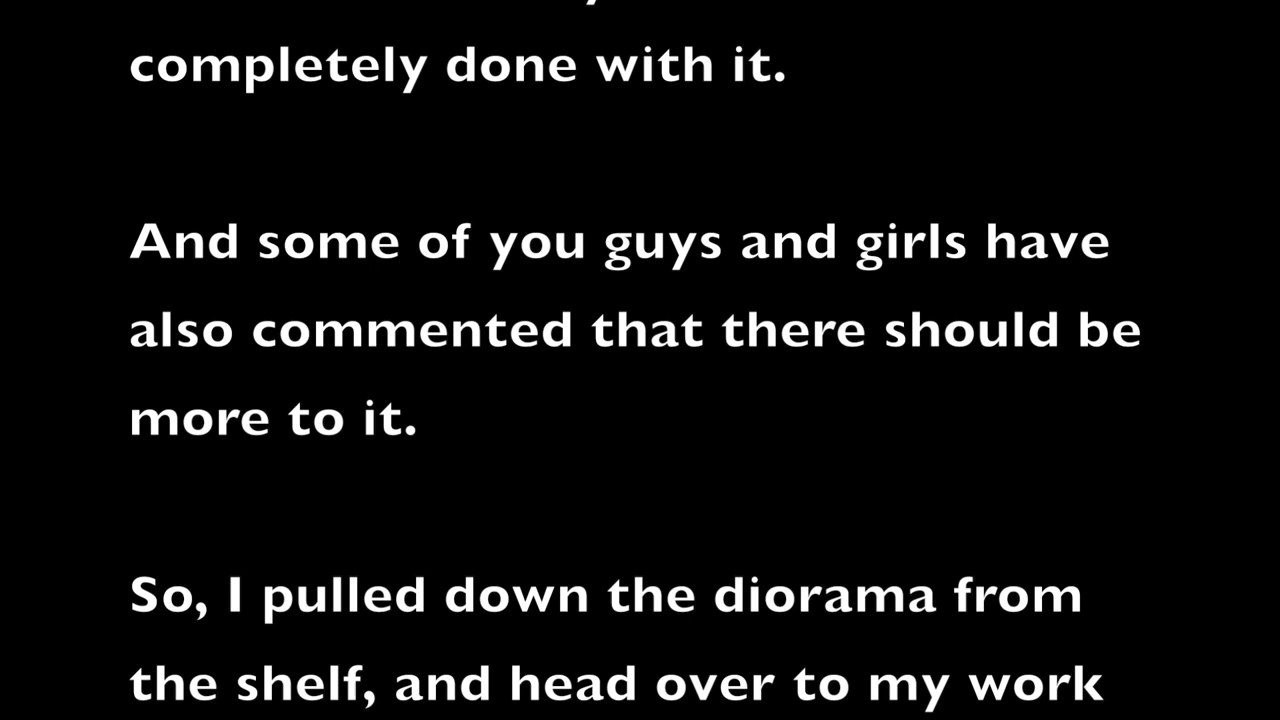 completely done with it.
And some of you guys and girls have
also commented that there should be
more to it.
So, I pulled down the diorama from
the shelf, and head over to my work